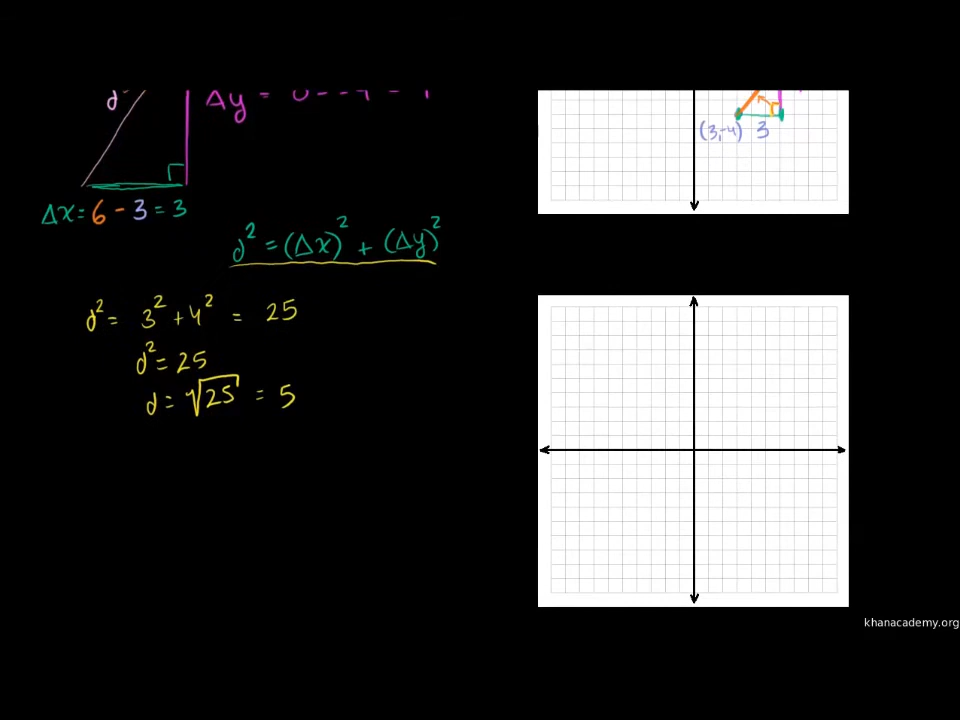 d
Δy =
Δx = 6 - 3 = 3
d² = (Δx)² + (Δy)²
d² = 3² + 4² = 25
d² = 25
d = √25 = 5
(3,-4) 3
khanacademy.org